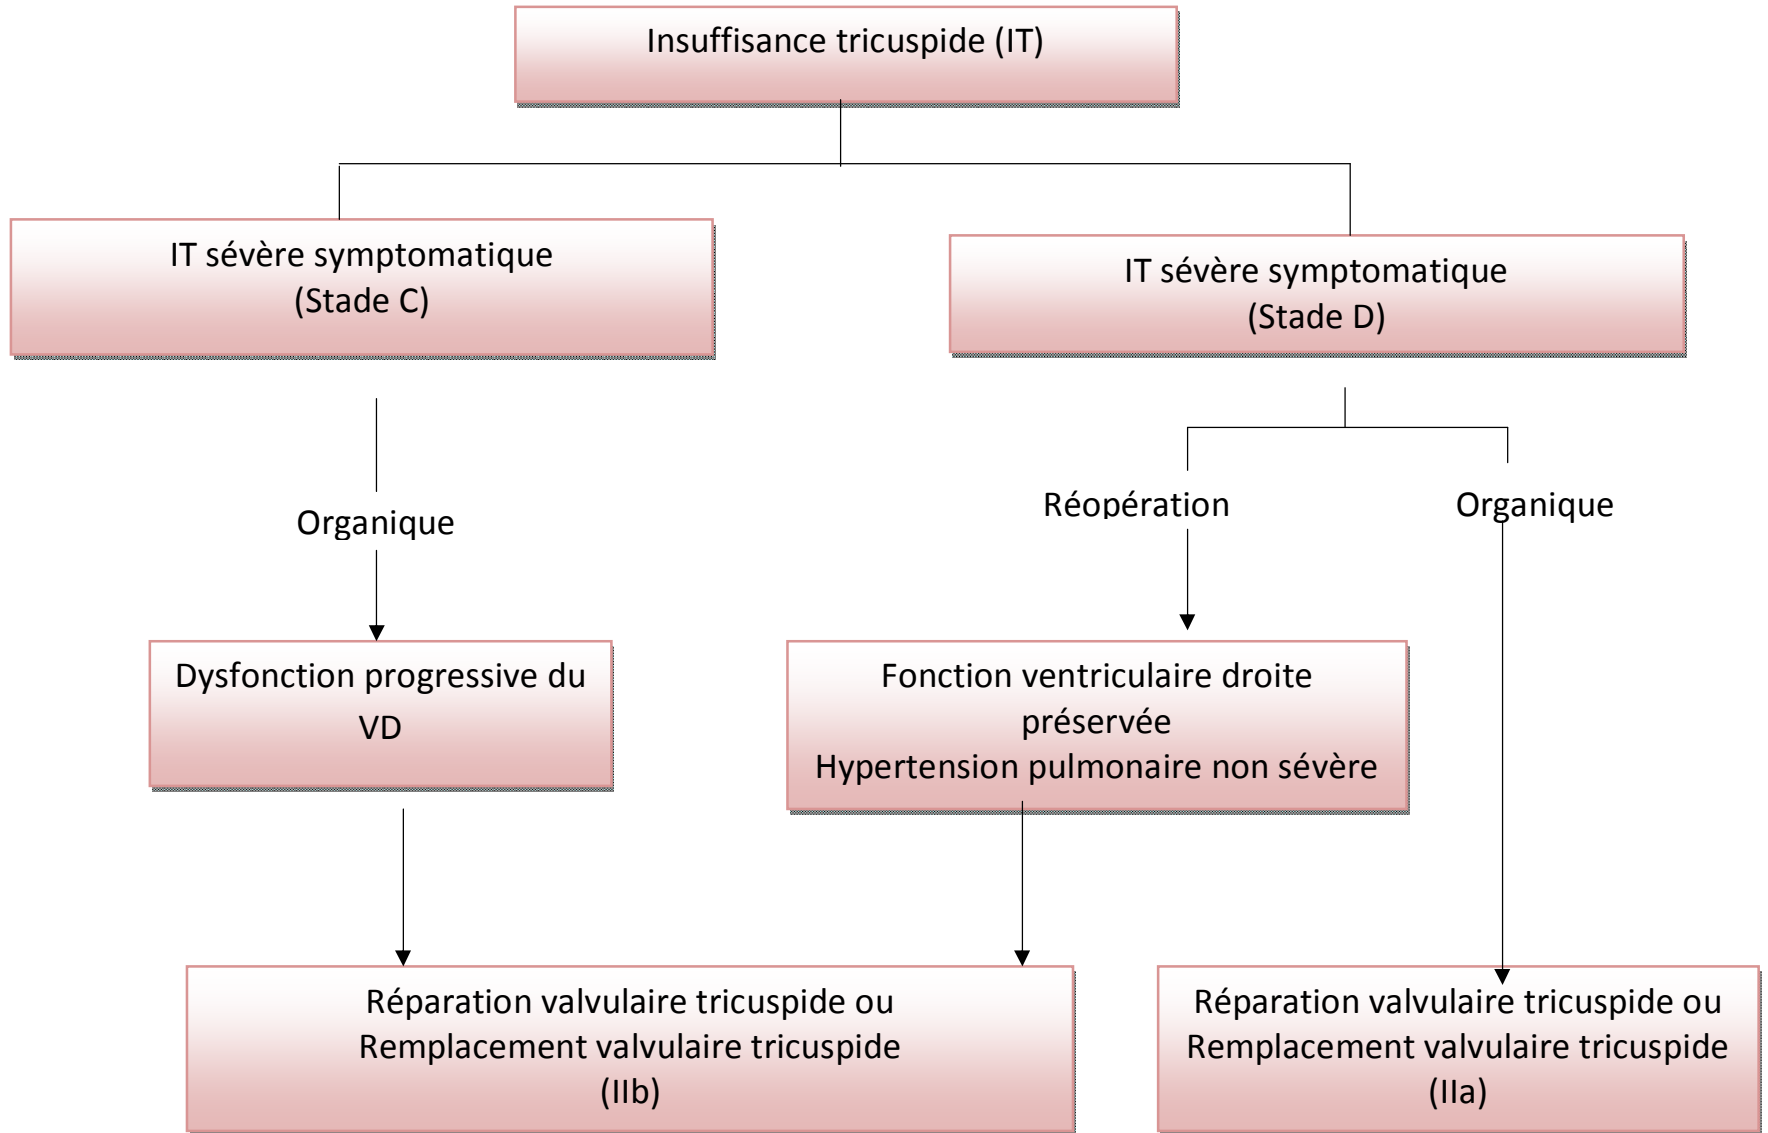 Insuffisance tricuspide (IT)
IT sévère symptomatique
(Stade C)
IT sévère symptomatique
(Stade D)
Organique
Réopération
Organique
Dysfonction progressive du
VD
Fonction ventriculaire droite
préservée
Hypertension pulmonaire non sévère
Réparation valvulaire tricuspide ou
Remplacement valvulaire tricuspide
(IIb)
Réparation valvulaire tricuspide ou
Remplacement valvulaire tricuspide
(IIa)